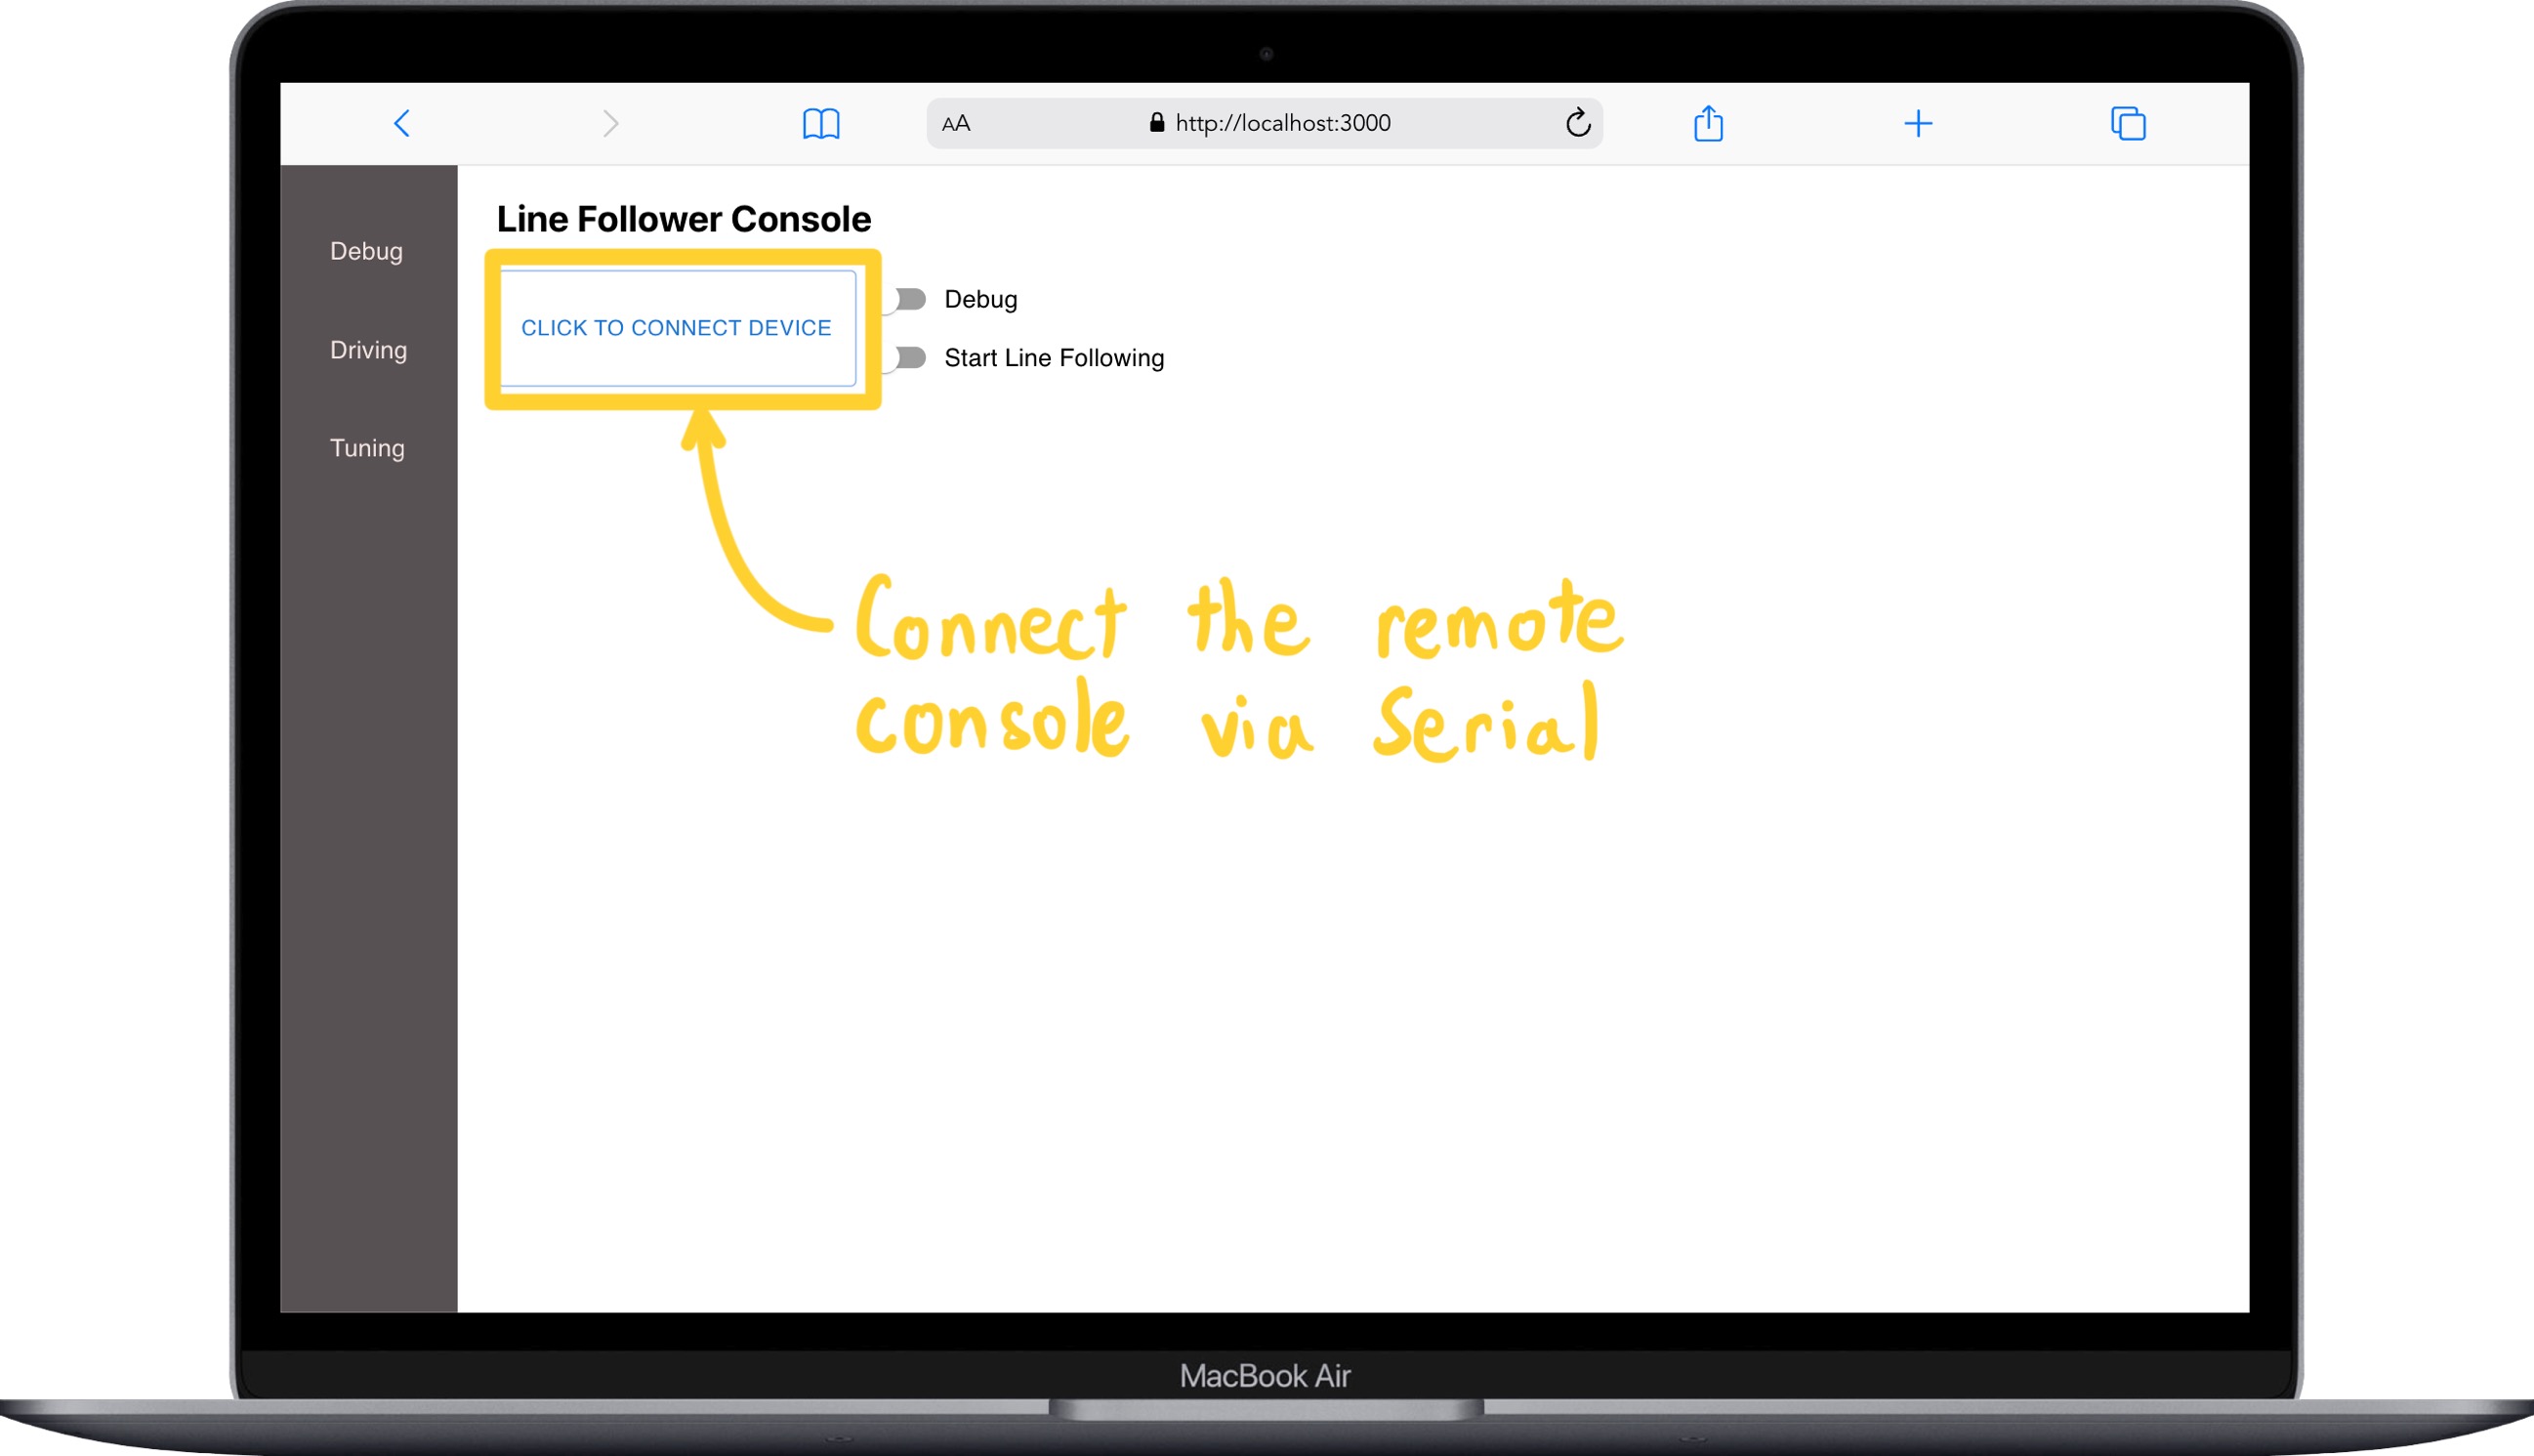 AA http://localhost:3000
Debug
Driving
Tuning
Line Follower Console
CLICK TO CONNECT DEVICE
Debug
Start Line Following
Connect the remote
console via Serial
MacBook Air